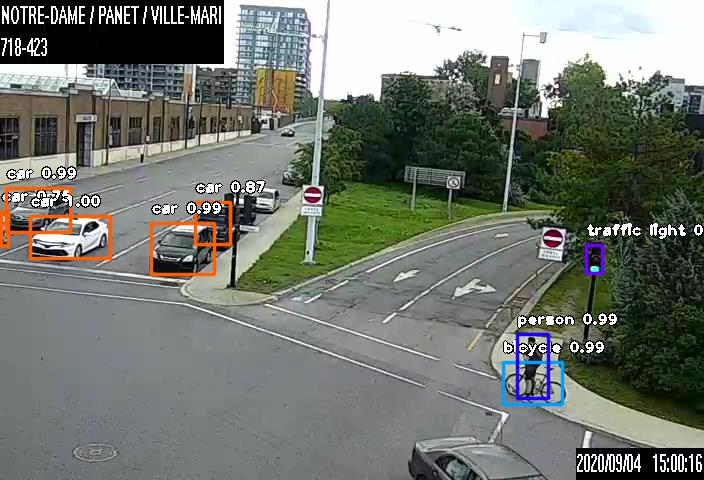 NOTRE-DAME / PANET / VILLE-MARI
718-423
car 0.99
car 0.75
car 1.00
car 0.99
car 0.87
traffic light 0
person 0.99
bicycle 0.99
2020/09/04 15:00:16